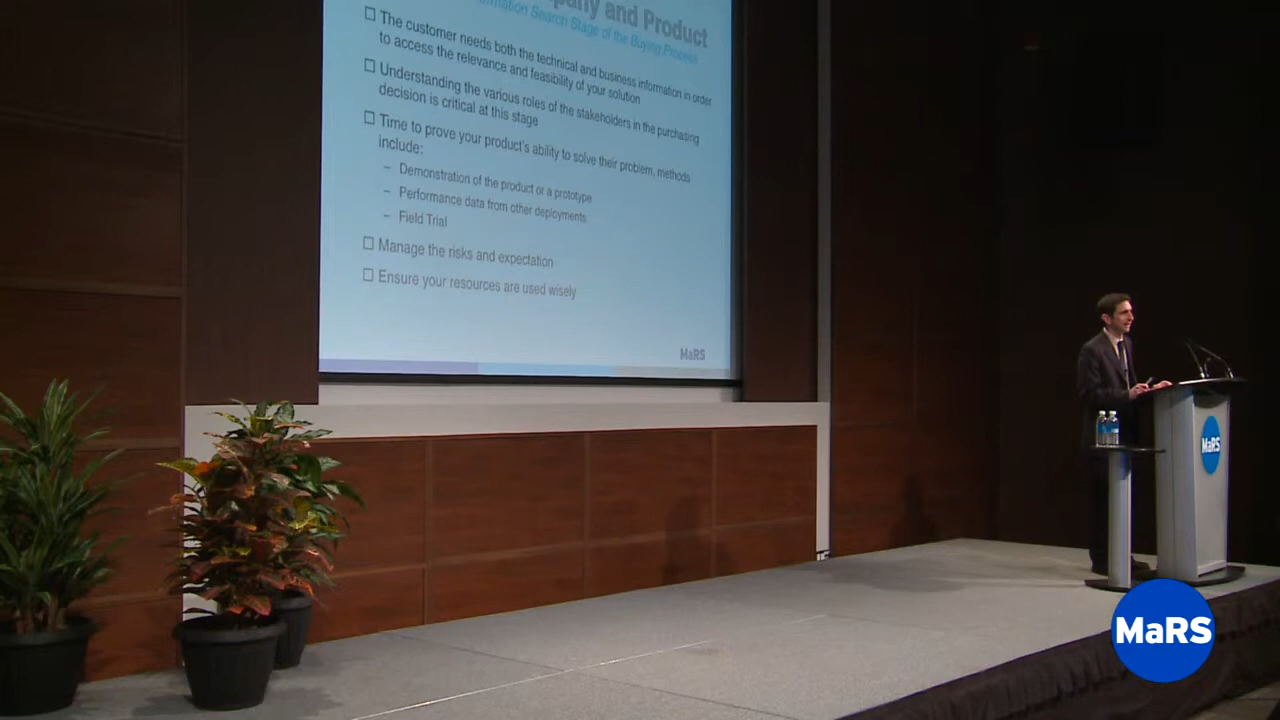 and Product
Search Stage of the Buying Process
The customer needs both the technical and business information in order
to access the relevance and feasibility of your solution
Understanding the various roles of the stakeholders in the purchasing
decision is critical at this stage
Time to prove your product's ability to solve their problem, methods
include:
– Demonstration of the product or a prototype
– Performance data from other deployments
– Field Trial
Manage the risks and expectation
Ensure your resources are used wisely
MaRS
MaRS
MaRS